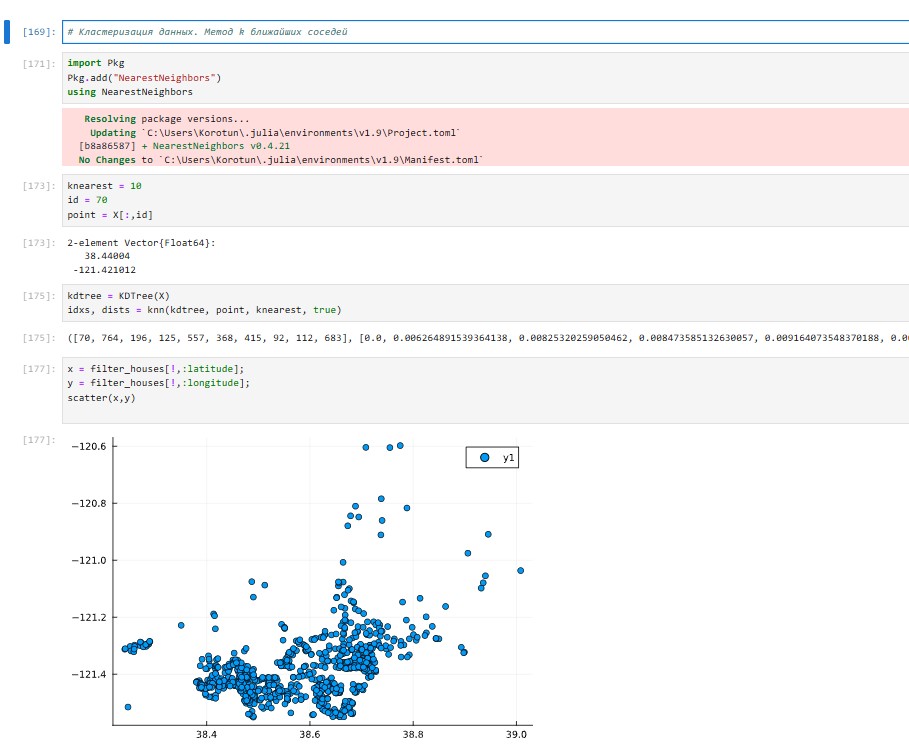 [169]: # Кластеризация данных. Метод k ближайших соседей
[171]: import Pkg
Pkg.add("NearestNeighbors")
using NearestNeighbors
Resolving package versions...
Updating `C:\Users\Korotun\.julia\environments\v1.9\Project.toml`
[b8a86587] + NearestNeighbors v0.4.21
No Changes to `C:\Users\Korotun\.julia\environments\v1.9\Manifest.toml`
[173]: knearest = 10
id = 70
point = X[:,id]
[173]: 2-element Vector{Float64}:
38.44004
-121.421012
[175]: kdtree = KDTree(X)
idxs, dists = knn(kdtree, point, knearest, true)
[175]: ([70, 764, 196, 125, 557, 368, 415, 92, 112, 683], [0.0, 0.006264891539364138, 0.00825320259050462, 0.008473585132630057, 0.009164073548370188,
[177]: x = filter_houses[!,:latitude];
y = filter_houses[!,:longitude];
scatter(x,y)
[177]:
−120.6
y1
−120.8
−121.0
−121.2
−121.4
38.4 38.6 38.8 39.0